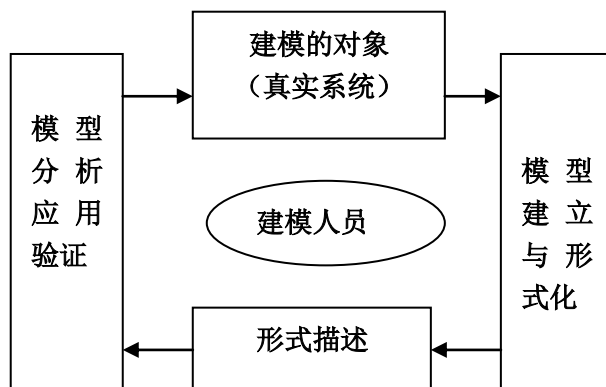 建模的对象
（真实系统）
模型
分析
应用
验证
建模人员
模型
建立
与形
式化
形式描述